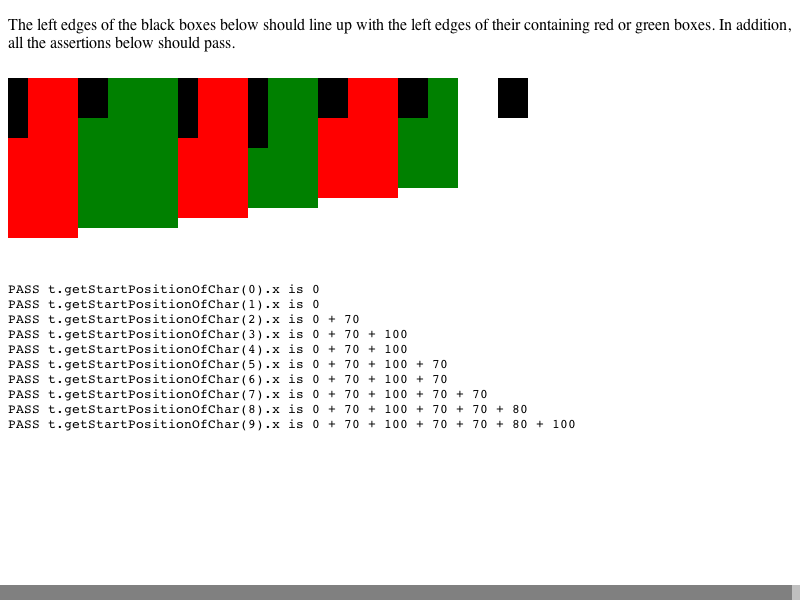 The left edges of the black boxes below should line up with the left edges of their containing red or green boxes. In addition,
all the assertions below should pass.
PASS t.getStartPositionOfChar(0).x is 0
PASS t.getStartPositionOfChar(1).x is 0
PASS t.getStartPositionOfChar(2).x is 0 + 70
PASS t.getStartPositionOfChar(3).x is 0 + 70 + 100
PASS t.getStartPositionOfChar(4).x is 0 + 70 + 100
PASS t.getStartPositionOfChar(5).x is 0 + 70 + 100 + 70
PASS t.getStartPositionOfChar(6).x is 0 + 70 + 100 + 70
PASS t.getStartPositionOfChar(7).x is 0 + 70 + 100 + 70 + 70
PASS t.getStartPositionOfChar(8).x is 0 + 70 + 100 + 70 + 70 + 80
PASS t.getStartPositionOfChar(9).x is 0 + 70 + 100 + 70 + 70 + 80 + 100